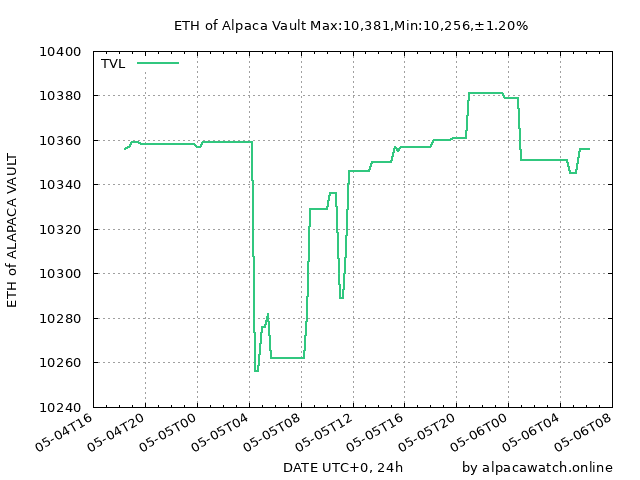 ETH of Alpaca Vault Max:10,381,Min:10,256,±1.20%
TVL
10400
10380
10360
10340
10320
10300
10280
10260
10240
ETH of ALAPACA VAULT
05-04T16
05-04T20
05-05T00
05-05T04
05-05T08
05-05T12
05-05T16
05-05T20
05-06T00
05-06T04
05-06T08
DATE UTC+0, 24h
by alpacawatch.online